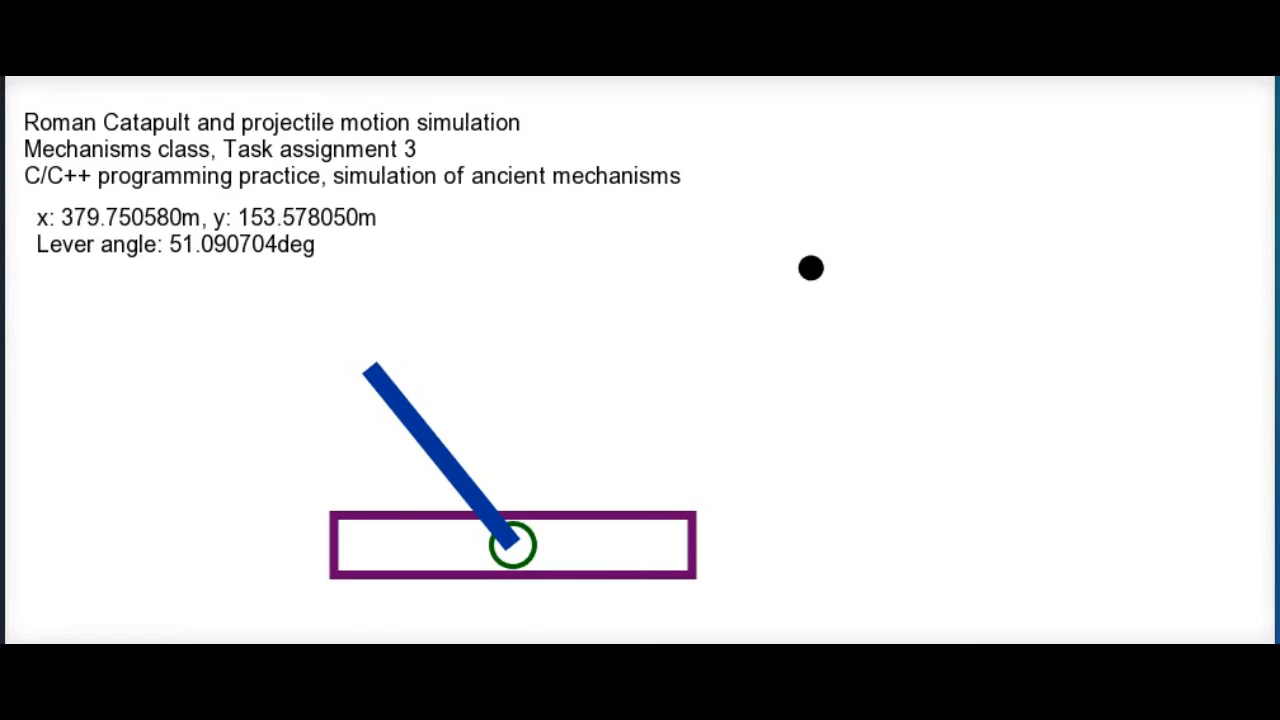 Roman Catapult and projectile motion simulation
Mechanisms class, Task assignment 3
C/C++ programming practice, simulation of ancient mechanisms
x: 379.750580m, y: 153.578050m
Lever angle: 51.090704deg